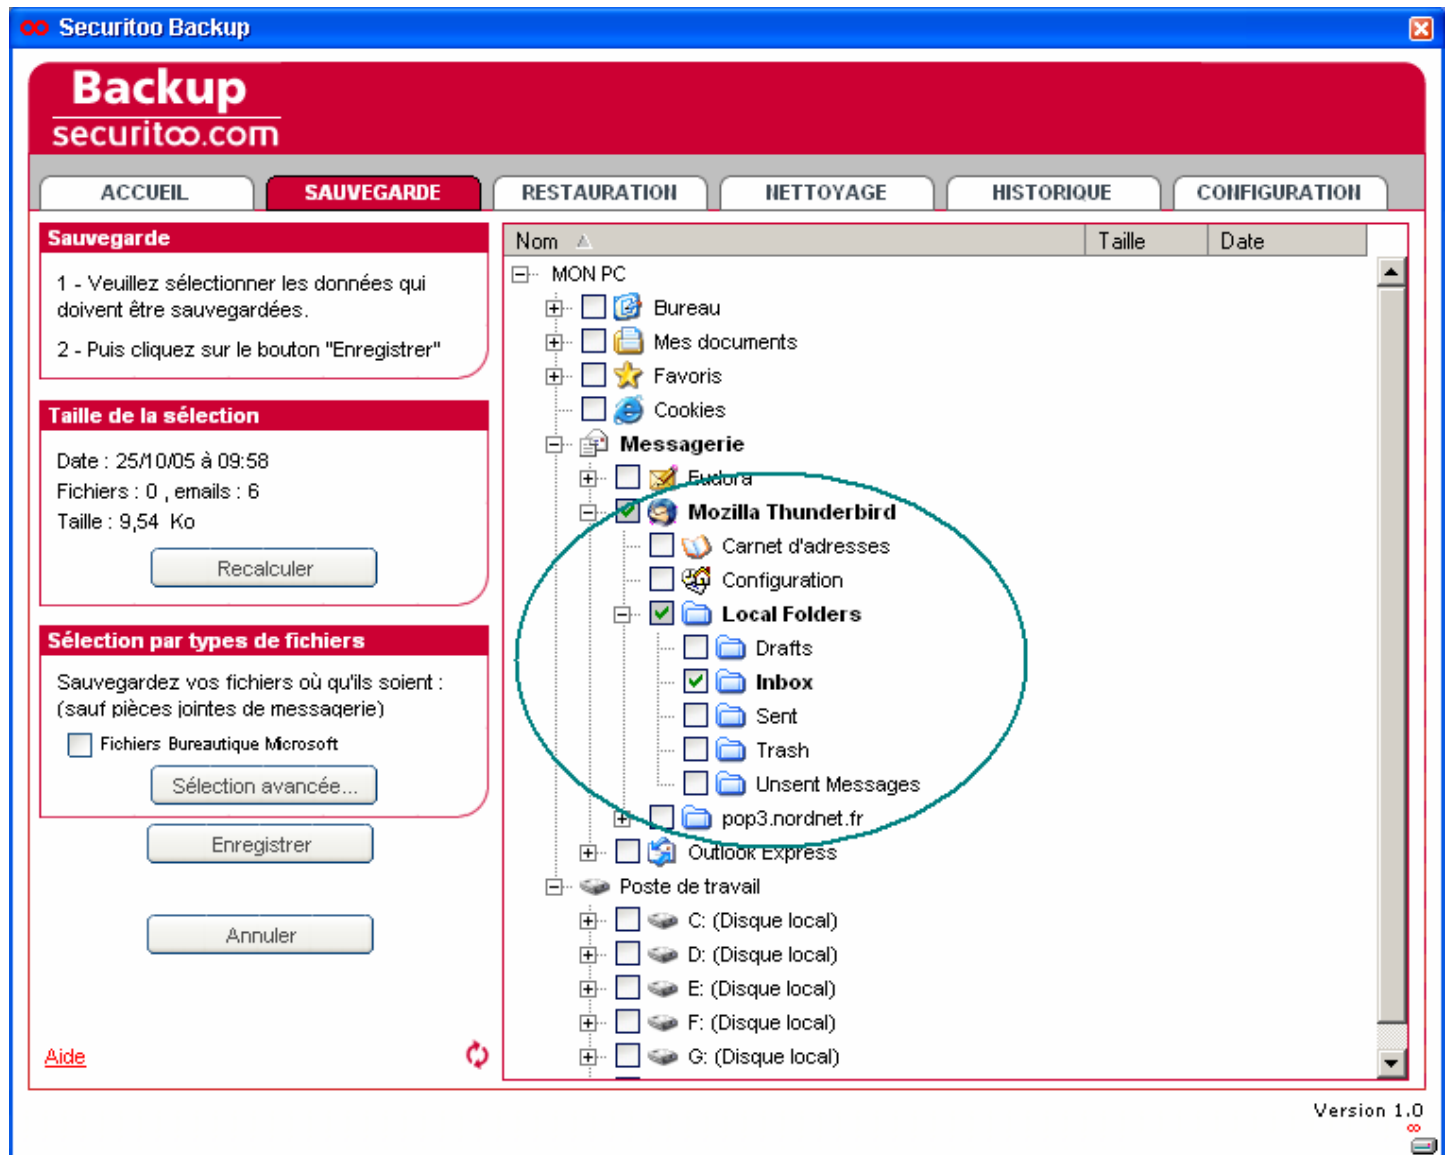 Securitoo Backup
Backup
securitoo.com
ACCUEIL
SAUVEGARDE
RESTAURATION
NETTOYAGE
HISTORIQUE
CONFIGURATION
Sauvegarde
1 - Veuillez sélectionner les données qui
doivent être sauvegardées.
2 - Puis cliquez sur le bouton "Enregistrer"
Taille de la sélection
Date : 25/10/05 à 09:58
Fichiers : 0 , emails : 6
Taille : 9,54 Ko
Recalculer
Sélection par types de fichiers
Sauvegardez vos fichiers où qu'ils soient :
(sauf pièces jointes de messagerie)
Fichiers Bureautique Microsoft
Sélection avancée...
Enregistrer
Annuler
Aide
Nom Taille Date
MON PC
Bureau
Mes documents
Favoris
Cookies
Messagerie
Eudora
Mozilla Thunderbird
Carnet d'adresses
Configuration
Local Folders
Drafts
Inbox
Sent
Trash
Unsent Messages
pop3.nordnet.fr
Outlook Express
Poste de travail
C: (Disque local)
D: (Disque local)
E: (Disque local)
F: (Disque local)
G: (Disque local)
Version 1.0